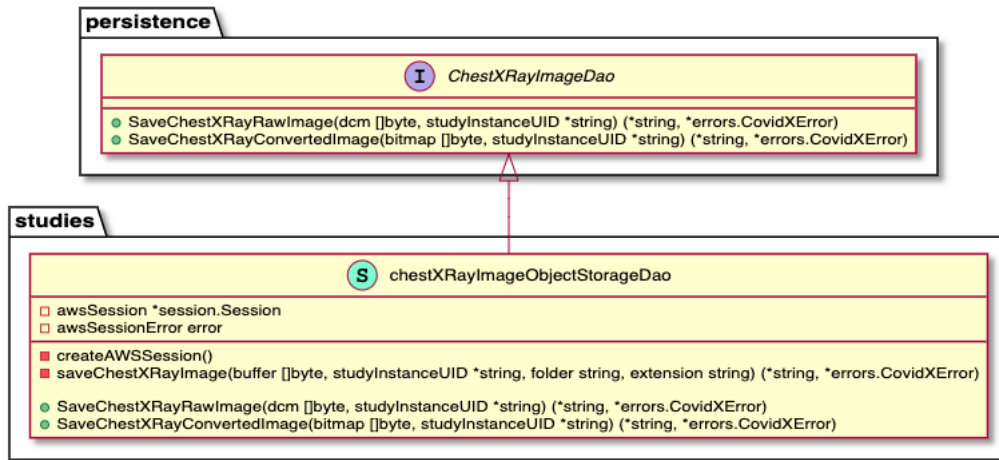 persistence
I ChestXRayImageDao
SaveChestXRayRawImage(dcm []byte, studyInstanceUID *string) (*string, *errors.CovidXError)
SaveChestXRayConvertedImage(bitmap []byte, studyInstanceUID *string) (*string, *errors.CovidXError)
studies
S chestXRayImageObjectStorageDao
awsSession *session.Session
awsSessionError error
createAWSSession()
saveChestXRayImage(buffer []byte, studyInstanceUID *string, folder string, extension string) (*string, *errors.CovidXError)
SaveChestXRayRawImage(dcm []byte, studyInstanceUID *string) (*string, *errors.CovidXError)
SaveChestXRayConvertedImage(bitmap []byte, studyInstanceUID *string) (*string, *errors.CovidXError)